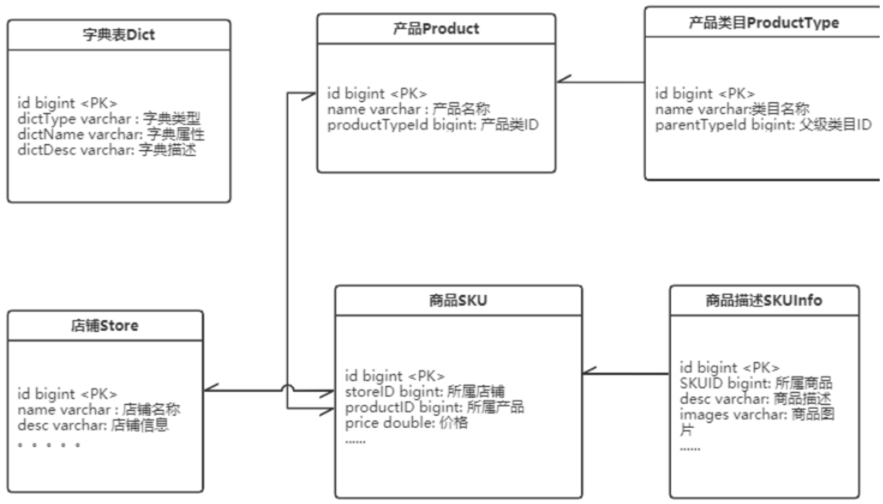 字典表Dict
id bigint <PK>
dictType varchar : 字典类型
dictName varchar: 字典属性
dictDesc varchar: 字典描述
产品Product
id bigint <PK>
name varchar : 产品名称
productTypeId bigint: 产品类ID
产品类目ProductType
id bigint <PK>
name varchar:类目名称
parentTypeId bigint: 父级类目ID
店铺Store
id bigint <PK>
name varchar : 店铺名称
desc varchar: 店铺信息
。。。。。
商品SKU
id bigint <PK>
storeID bigint: 所属店铺
productID bigint: 所属产品
price double: 价格
......
商品描述SKUInfo
id bigint <PK>
SKUID bigint: 所属商品
desc varchar: 商品描述
images varchar: 商品图
片
......